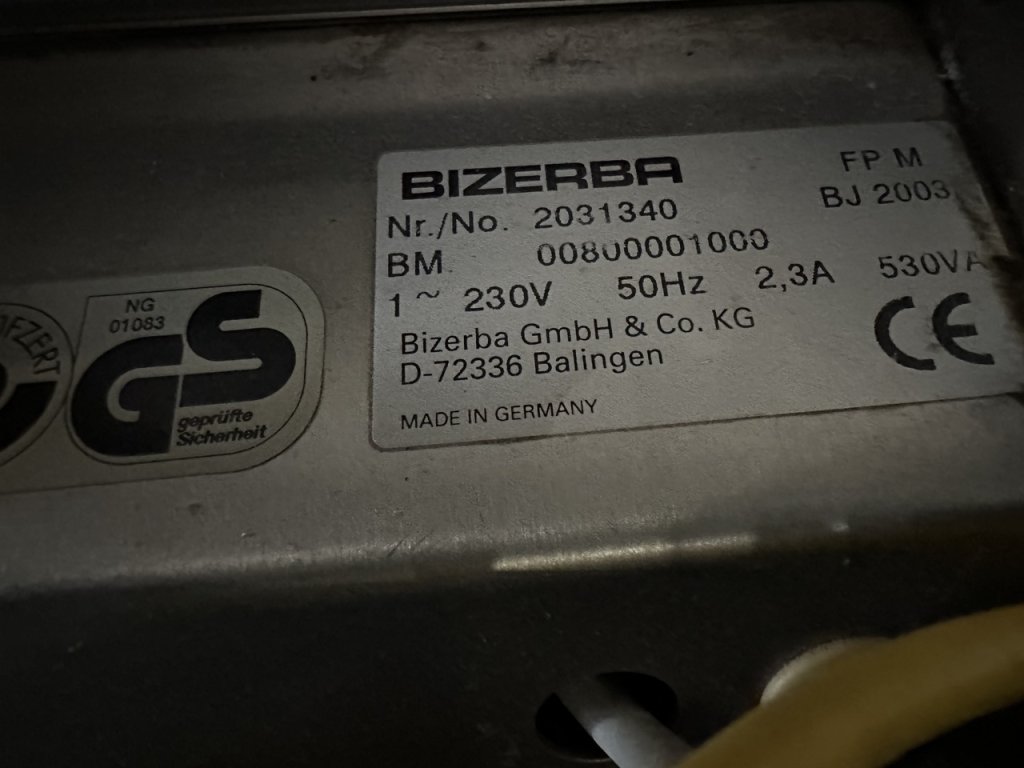 BIZERBA FP M
Nr./No. 2031340 BJ 2003
BM. 00800001000
1 ~ 230V 50Hz 2,3A 530VA
Bizerba GmbH & Co. KG
D-72336 Balingen
CE
MADE IN GERMANY
NG
01083
GS
geprüfte
Sicherheit